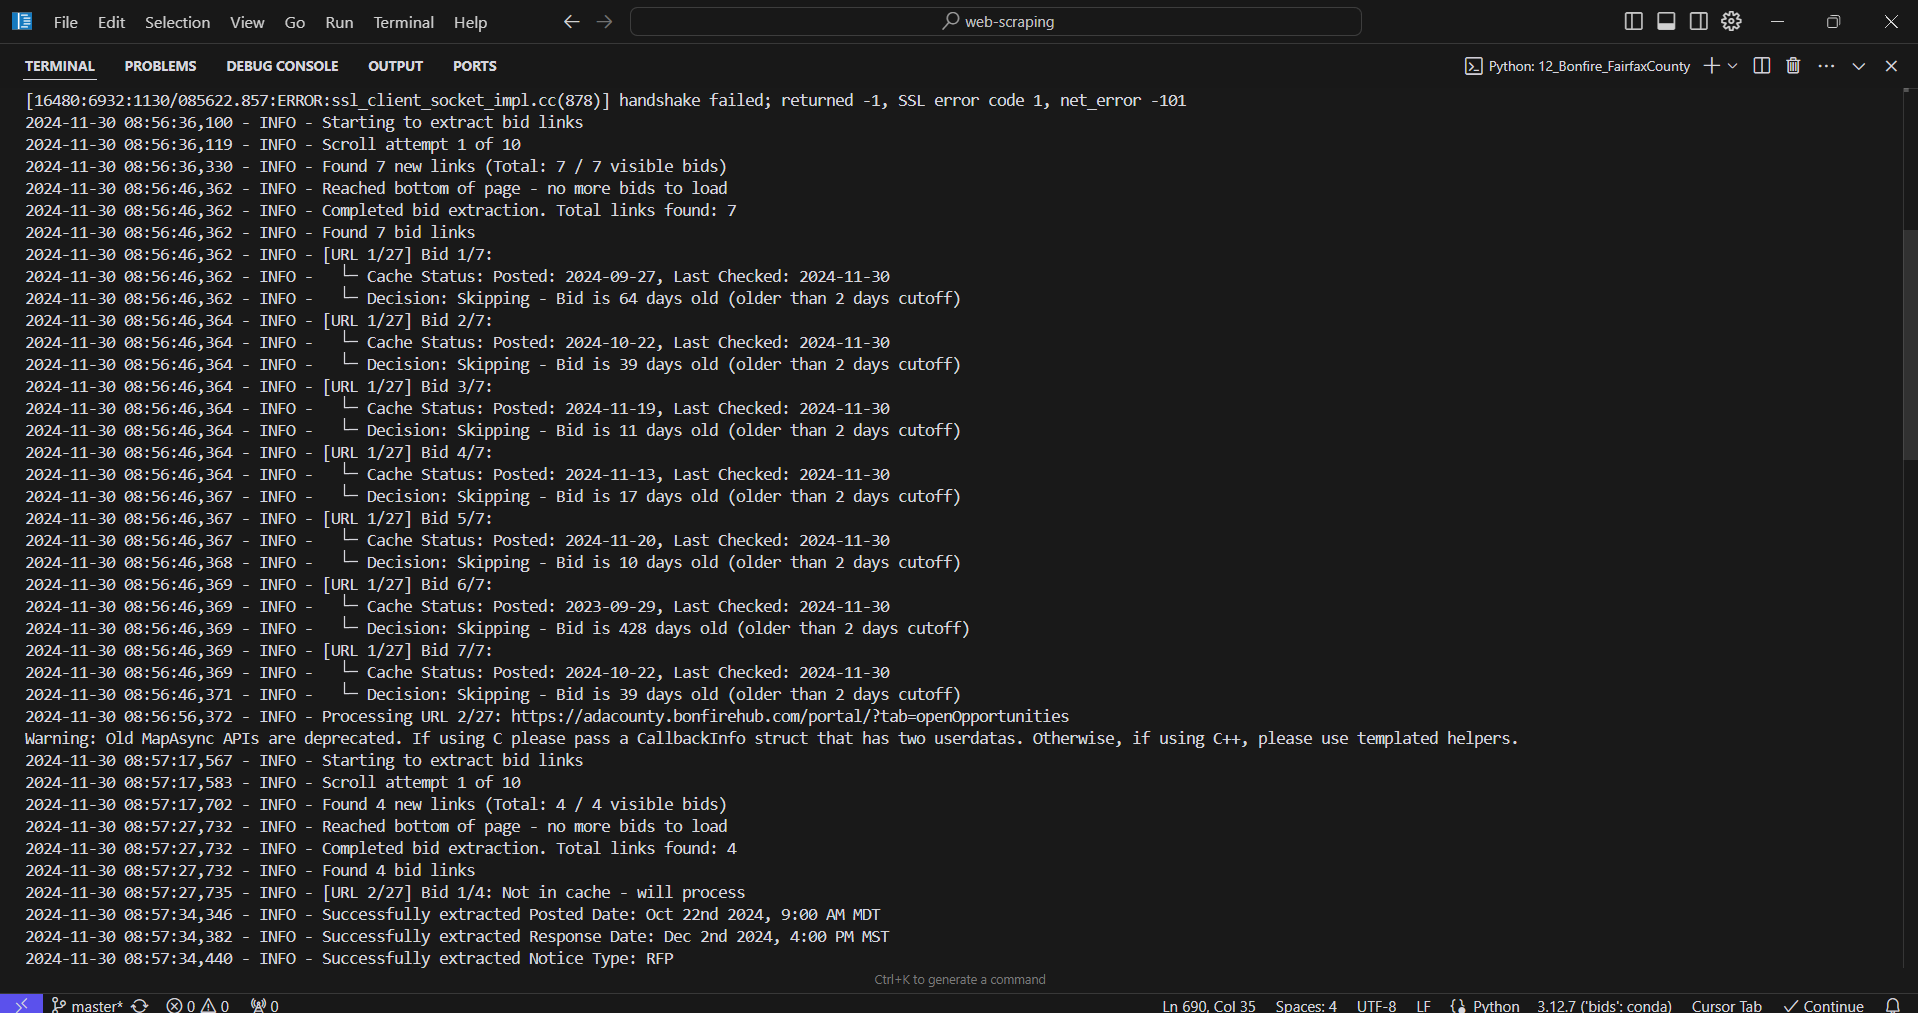 File Edit Selection View Go Run Terminal Help web-scraping
TERMINAL PROBLEMS DEBUG CONSOLE OUTPUT PORTS Python: 12_Bonfire_FairfaxCounty
[16480:6932:1130/085622.857:ERROR:ssl_client_socket_impl.cc(878)] handshake failed; returned -1, SSL error code 1, net_error -101
2024-11-30 08:56:36,100 - INFO - Starting to extract bid links
2024-11-30 08:56:36,119 - INFO - Scroll attempt 1 of 10
2024-11-30 08:56:36,330 - INFO - Found 7 new links (Total: 7 / 7 visible bids)
2024-11-30 08:56:46,362 - INFO - Reached bottom of page - no more bids to load
2024-11-30 08:56:46,362 - INFO - Completed bid extraction. Total links found: 7
2024-11-30 08:56:46,362 - INFO - Found 7 bid links
2024-11-30 08:56:46,362 - INFO - [URL 1/27] Bid 1/7:
2024-11-30 08:56:46,362 - INFO -   └─ Cache Status: Posted: 2024-09-27, Last Checked: 2024-11-30
2024-11-30 08:56:46,362 - INFO -   └─ Decision: Skipping - Bid is 64 days old (older than 2 days cutoff)
2024-11-30 08:56:46,364 - INFO - [URL 1/27] Bid 2/7:
2024-11-30 08:56:46,364 - INFO -   └─ Cache Status: Posted: 2024-10-22, Last Checked: 2024-11-30
2024-11-30 08:56:46,364 - INFO -   └─ Decision: Skipping - Bid is 39 days old (older than 2 days cutoff)
2024-11-30 08:56:46,364 - INFO - [URL 1/27] Bid 3/7:
2024-11-30 08:56:46,364 - INFO -   └─ Cache Status: Posted: 2024-11-19, Last Checked: 2024-11-30
2024-11-30 08:56:46,364 - INFO -   └─ Decision: Skipping - Bid is 11 days old (older than 2 days cutoff)
2024-11-30 08:56:46,364 - INFO - [URL 1/27] Bid 4/7:
2024-11-30 08:56:46,364 - INFO -   └─ Cache Status: Posted: 2024-11-13, Last Checked: 2024-11-30
2024-11-30 08:56:46,367 - INFO -   └─ Decision: Skipping - Bid is 17 days old (older than 2 days cutoff)
2024-11-30 08:56:46,367 - INFO - [URL 1/27] Bid 5/7:
2024-11-30 08:56:46,367 - INFO -   └─ Cache Status: Posted: 2024-11-20, Last Checked: 2024-11-30
2024-11-30 08:56:46,368 - INFO -   └─ Decision: Skipping - Bid is 10 days old (older than 2 days cutoff)
2024-11-30 08:56:46,369 - INFO - [URL 1/27] Bid 6/7:
2024-11-30 08:56:46,369 - INFO -   └─ Cache Status: Posted: 2023-09-29, Last Checked: 2024-11-30
2024-11-30 08:56:46,369 - INFO -   └─ Decision: Skipping - Bid is 428 days old (older than 2 days cutoff)
2024-11-30 08:56:46,369 - INFO - [URL 1/27] Bid 7/7:
2024-11-30 08:56:46,369 - INFO -   └─ Cache Status: Posted: 2024-10-22, Last Checked: 2024-11-30
2024-11-30 08:56:46,371 - INFO -   └─ Decision: Skipping - Bid is 39 days old (older than 2 days cutoff)
2024-11-30 08:56:56,372 - INFO - Processing URL 2/27: https://adacounty.bonfirehub.com/portal/?tab=openOpportunities
Warning: Old MapAsync APIs are deprecated. If using C please pass a CallbackInfo struct that has two userdatas. Otherwise, if using C++, please use templated helpers.
2024-11-30 08:57:17,567 - INFO - Starting to extract bid links
2024-11-30 08:57:17,583 - INFO - Scroll attempt 1 of 10
2024-11-30 08:57:17,702 - INFO - Found 4 new links (Total: 4 / 4 visible bids)
2024-11-30 08:57:27,732 - INFO - Reached bottom of page - no more bids to load
2024-11-30 08:57:27,732 - INFO - Completed bid extraction. Total links found: 4
2024-11-30 08:57:27,732 - INFO - Found 4 bid links
2024-11-30 08:57:27,735 - INFO - [URL 2/27] Bid 1/4: Not in cache - will process
2024-11-30 08:57:34,346 - INFO - Successfully extracted Posted Date: Oct 22nd 2024, 9:00 AM MDT
2024-11-30 08:57:34,382 - INFO - Successfully extracted Response Date: Dec 2nd 2024, 4:00 PM MST
2024-11-30 08:57:34,440 - INFO - Successfully extracted Notice Type: RFP
Ctrl+K to generate a command
master* 0 0 0 Ln 690, Col 35 Spaces: 4 UTF-8 LF Python 3.12.7 ('bids': conda) Cursor Tab Continue